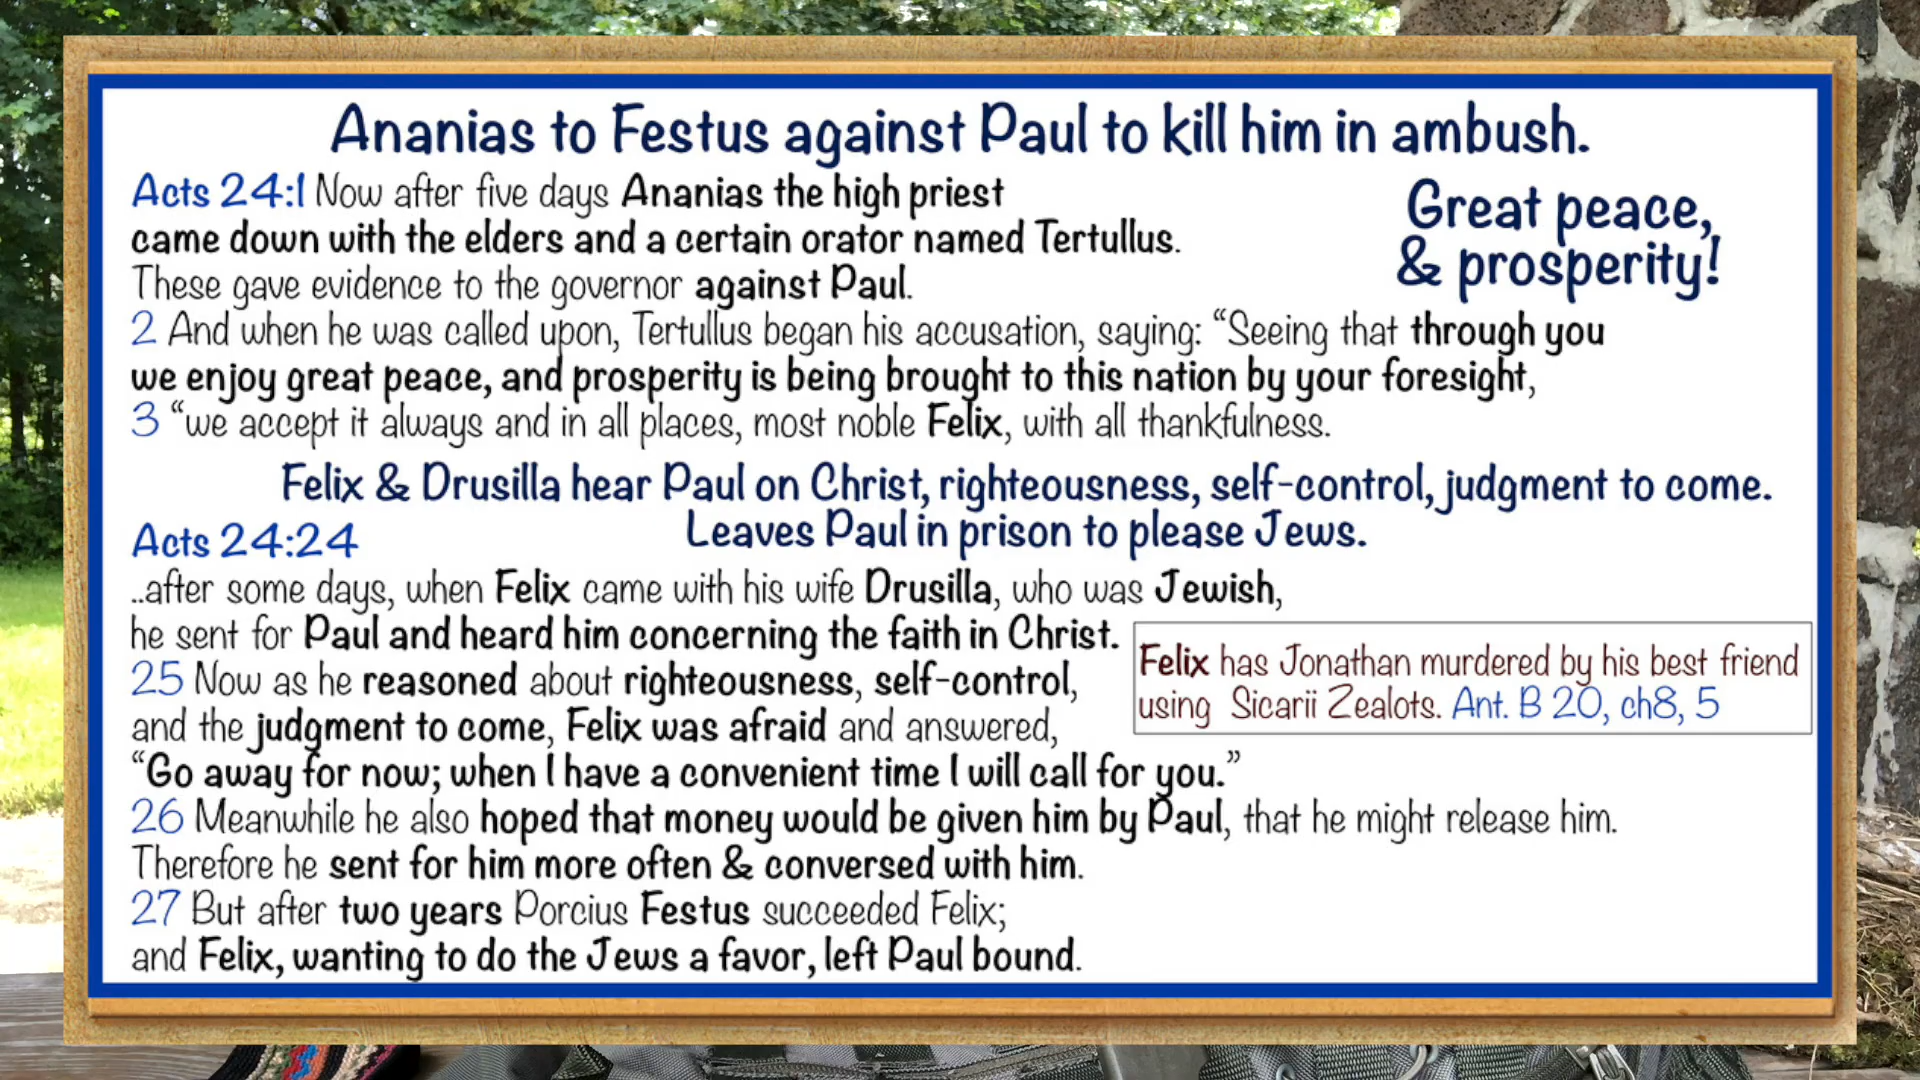 Ananias to Festus against Paul to kill him in ambush.
Acts 24:1 Now after five days Ananias the high priest
came down with the elders and a certain orator named Tertullus.
These gave evidence to the governor against Paul.
Great peace,
& prosperity!
2 And when he was called upon, Tertullus began his accusation, saying: “Seeing that through you
we enjoy great peace, and prosperity is being brought to this nation by your foresight,
3 “we accept it always and in all places, most noble Felix, with all thankfulness.
Felix & Drusilla hear Paul on Christ, righteousness, self-control, judgment to come.
Leaves Paul in prison to please Jews.
Acts 24:24
..after some days, when Felix came with his wife Drusilla, who was Jewish,
he sent for Paul and heard him concerning the faith in Christ.
25 Now as he reasoned about righteousness, self-control,
and the judgment to come, Felix was afraid and answered,
Felix has Jonathan murdered by his best friend
using Sicarii Zealots. Ant. B 20, ch8, 5
“Go away for now; when I have a convenient time I will call for you.”
26 Meanwhile he also hoped that money would be given him by Paul, that he might release him.
Therefore he sent for him more often & conversed with him.
27 But after two years Porcius Festus succeeded Felix;
and Felix, wanting to do the Jews a favor, left Paul bound.